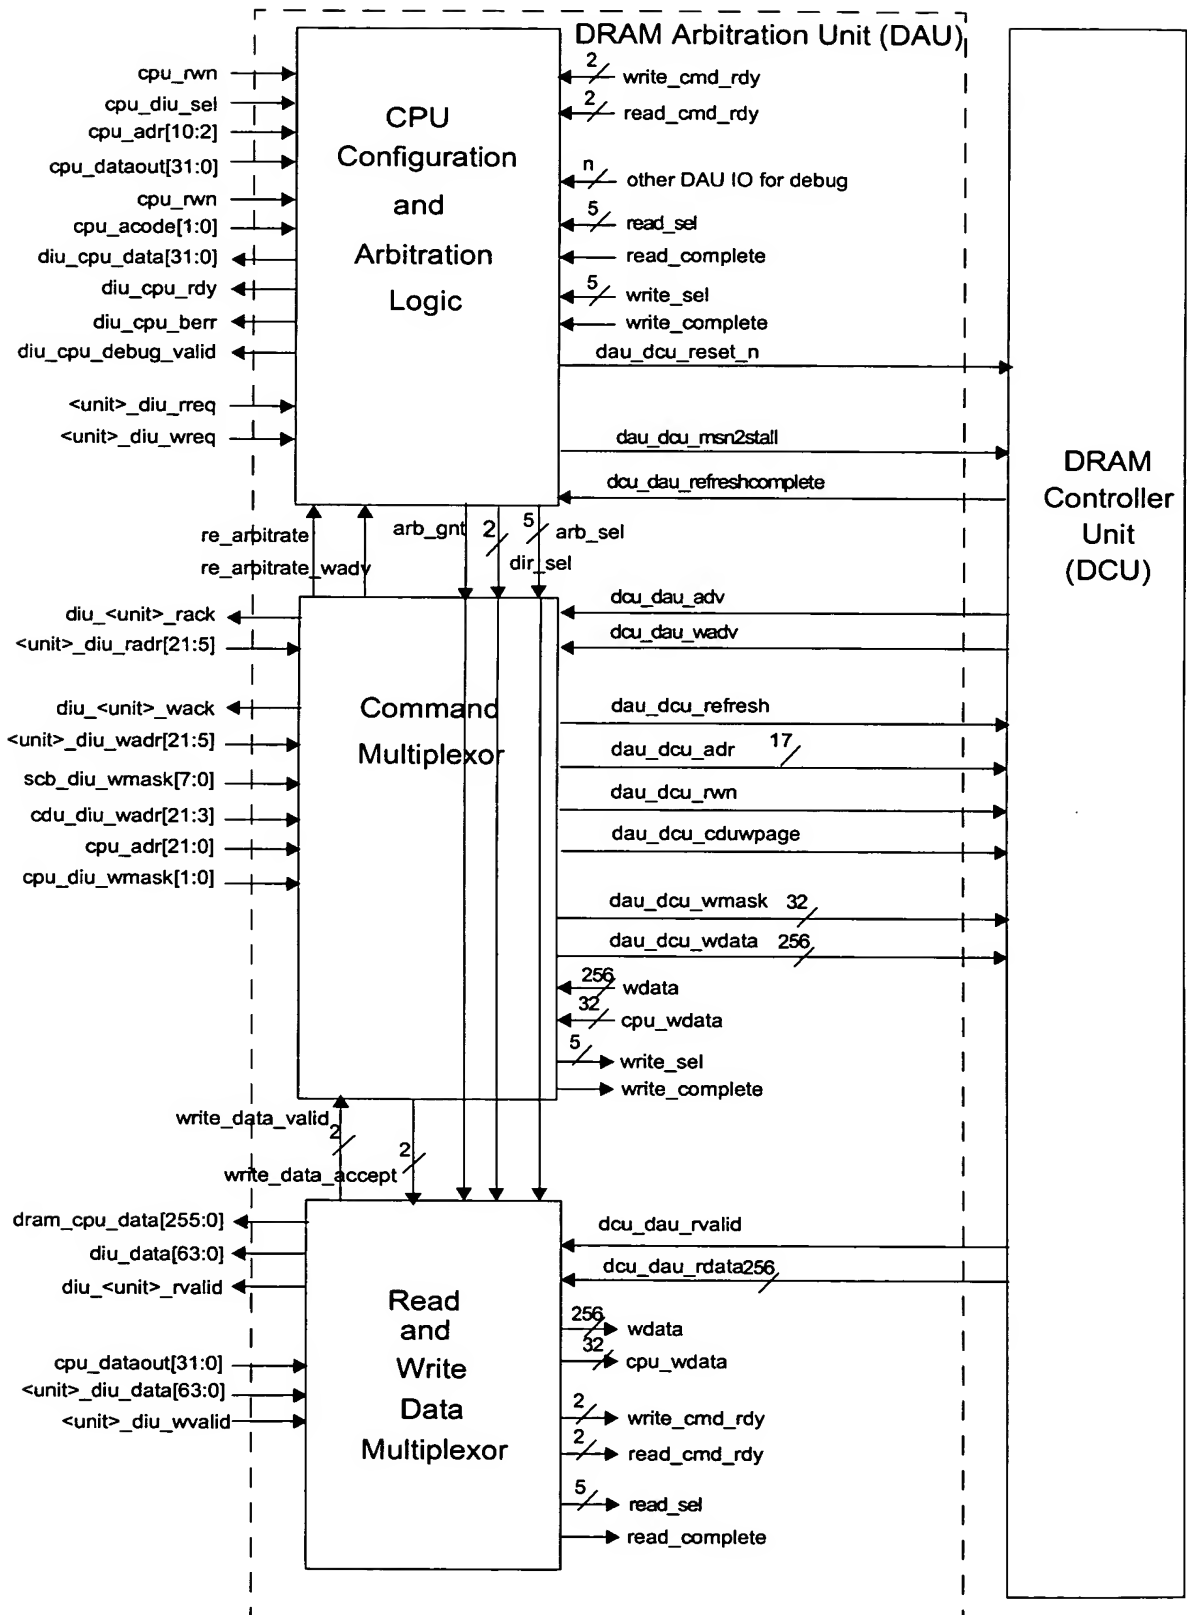 DRAM Arbitration Unit (DAU)
cpu_rwn
cpu_diu_sel
cpu_adr[10:2]
cpu_dataout[31:0]
cpu_rwn
cpu_acode[1:0]
diu_cpu_data[31:0]
diu_cpu_rdy
diu_cpu_berr
diu_cpu_debug_valid
<unit>_diu_rreq
<unit>_diu_wreq
CPU
Configuration
and
Arbitration
Logic
2
write_cmd_rdy
2
read_cmd_rdy
n
other DAU IO for debug
5
read_sel
read_complete
5
write_sel
write_complete
dau_dcu_reset_n
dau_dcu_msn2stall
dcu_dau_refreshcomplete
DRAM
Controller
Unit
(DCU)
re_arbitrate
re_arbitrate_wadv
arb_gnt
2
dir_sel
5
arb_sel
diu_<unit>_rack
<unit>_diu_radr[21:5]
diu_<unit>_wack
<unit>_diu_wadr[21:5]
scb_diu_wmask[7:0]
cdu_diu_wadr[21:3]
cpu_adr[21:0]
cpu_diu_wmask[1:0]
Command
Multiplexor
dcu_dau_adv
dcu_dau_wadv
dau_dcu_refresh
dau_dcu_adr 17
dau_dcu_rwn
dau_dcu_cduwpage
dau_dcu_wmask 32
dau_dcu_wdata 256
256
wdata
32
cpu_wdata
5
write_sel
write_complete
write_data_valid
2
2
write_data_accept
dram_cpu_data[255:0]
diu_data[63:0]
diu_<unit>_rvalid
cpu_dataout[31:0]
<unit>_diu_data[63:0]
<unit>_diu_wvalid
Read
and
Write
Data
Multiplexor
dcu_dau_rvalid
dcu_dau_rdata256
256
wdata
32
cpu_wdata
2
write_cmd_rdy
2
read_cmd_rdy
5
read_sel
read_complete